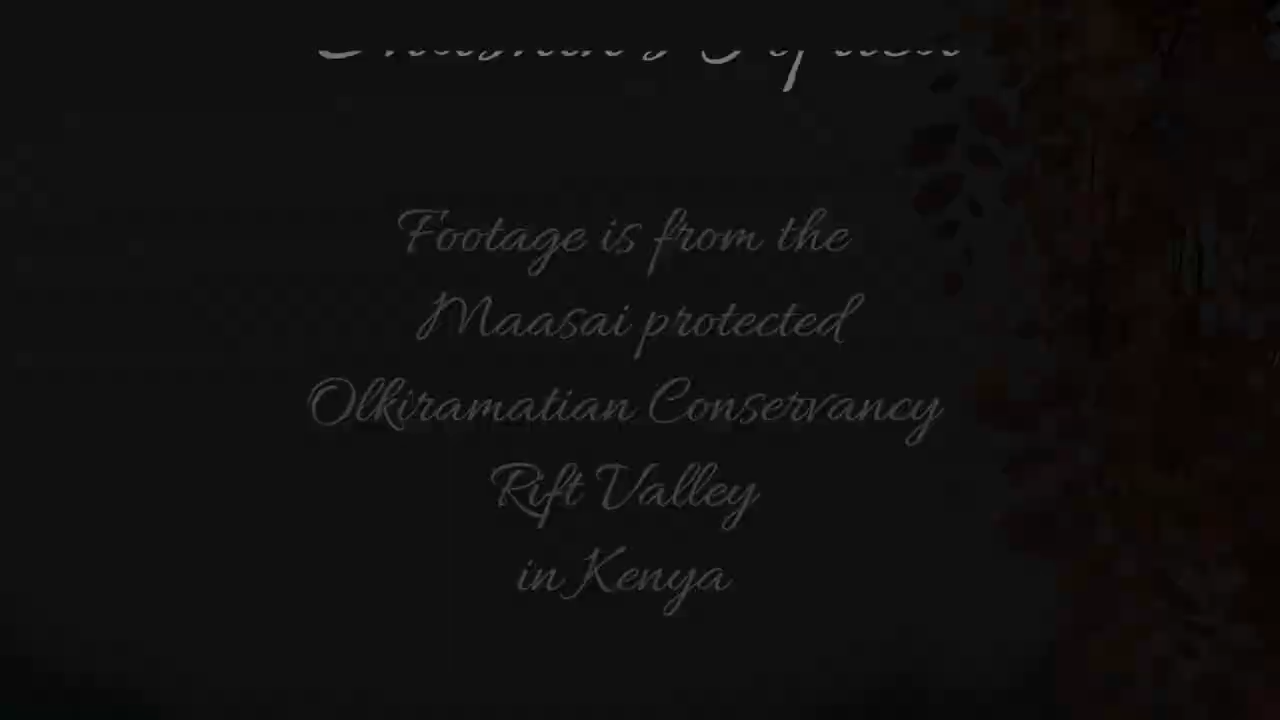 Footage is from the
Maasai protected
Olkiramatian Conservancy
Rift Valley
in Kenya